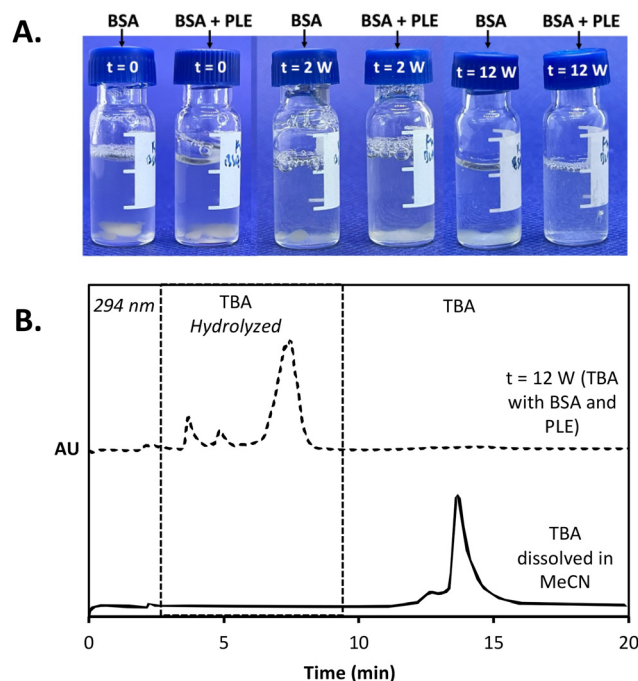 A.
BSA
BSA + PLE
BSA
BSA + PLE
BSA
BSA + PLE
t = 0
t = 0
t = 2 W
t = 2 W
t = 12 W
t = 12 W
B.
294 nm
TBA
Hydrolyzed
TBA
t = 12 W (TBA
with BSA and
PLE)
AU
TBA
dissolved in
MeCN
0
5
10
15
20
Time (min)